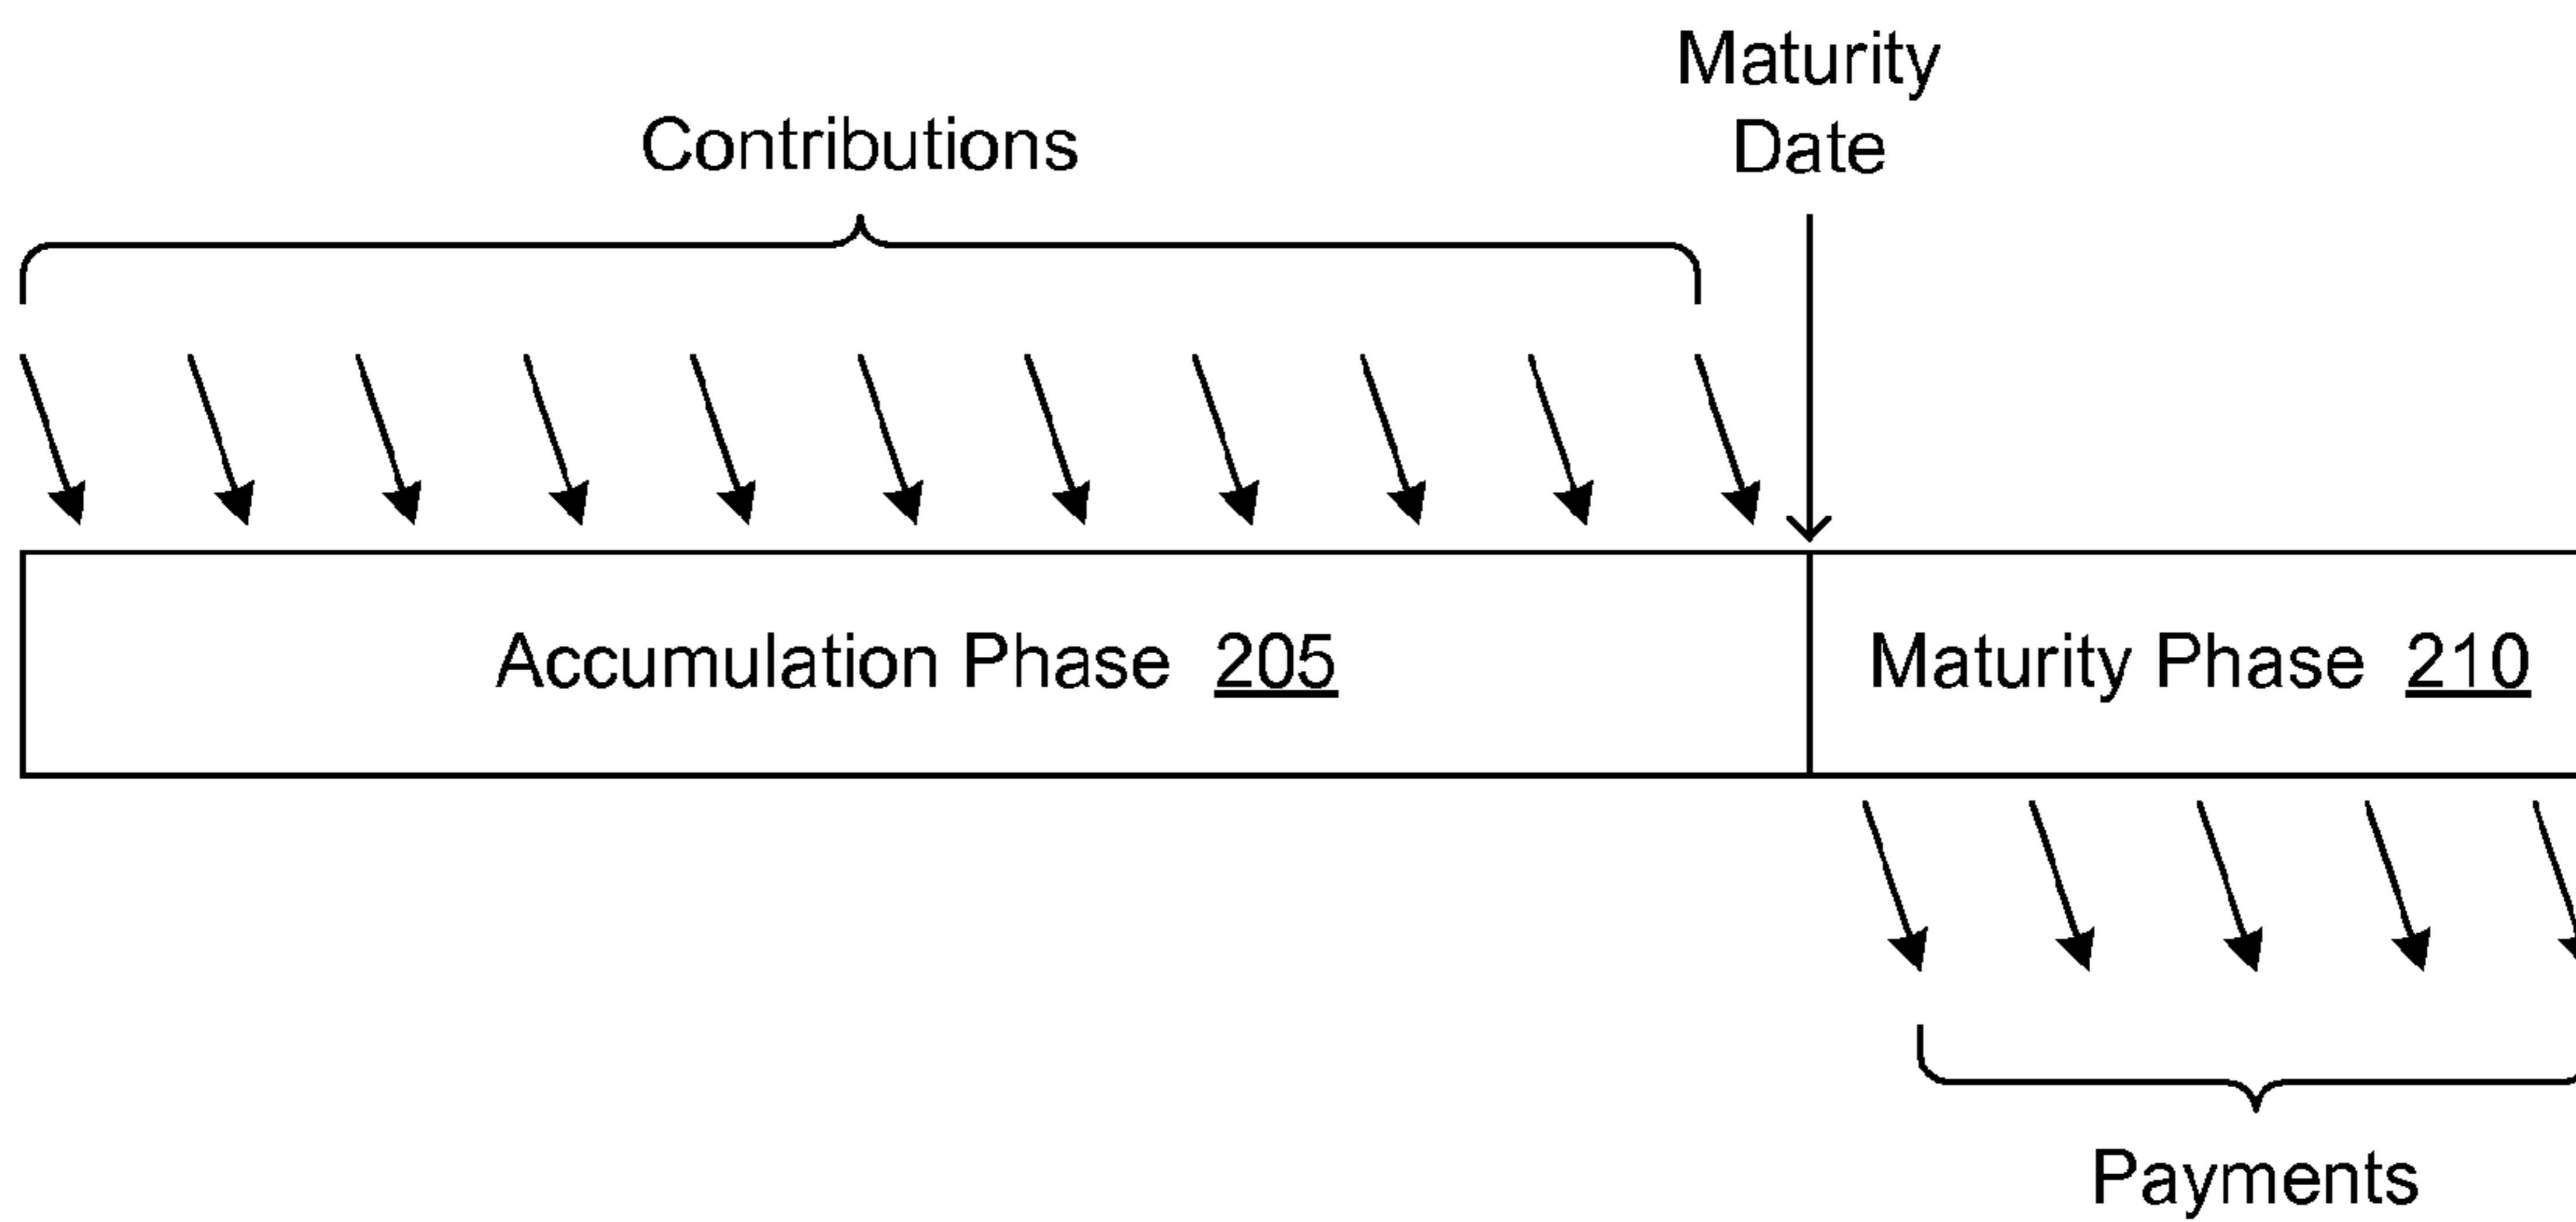 Maturity
Date
Contributions
Accumulation Phase 205
Maturity Phase 210
Payments